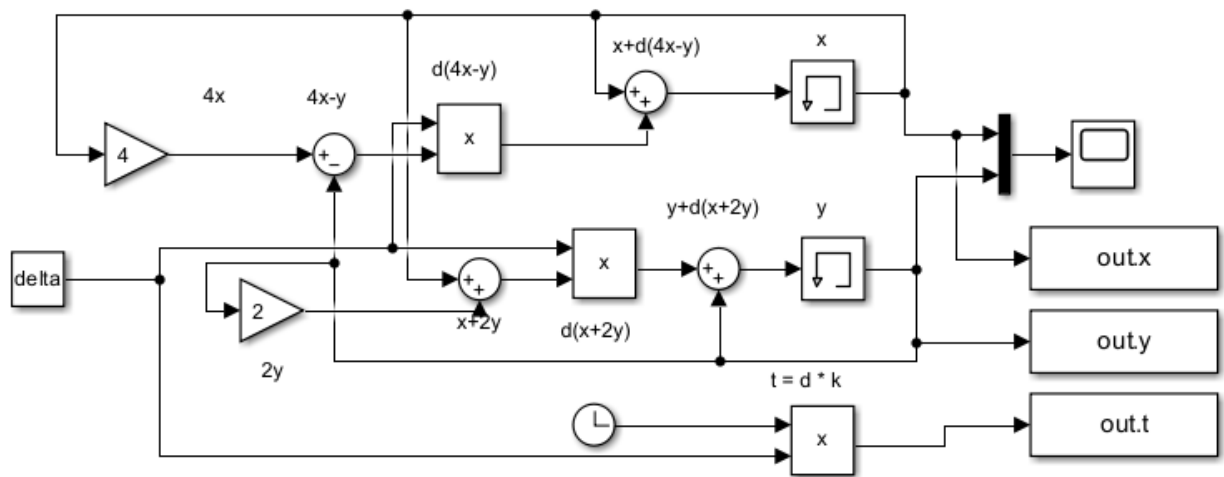 x+d(4x-y)
x
d(4x-y)
4x
4x-y
4
+
−
x
+
+
y+d(x+2y)
y
delta
x
+
+
2
+
+
x+2y
d(x+2y)
2y
out.x
out.y
t = d * k
x
out.t